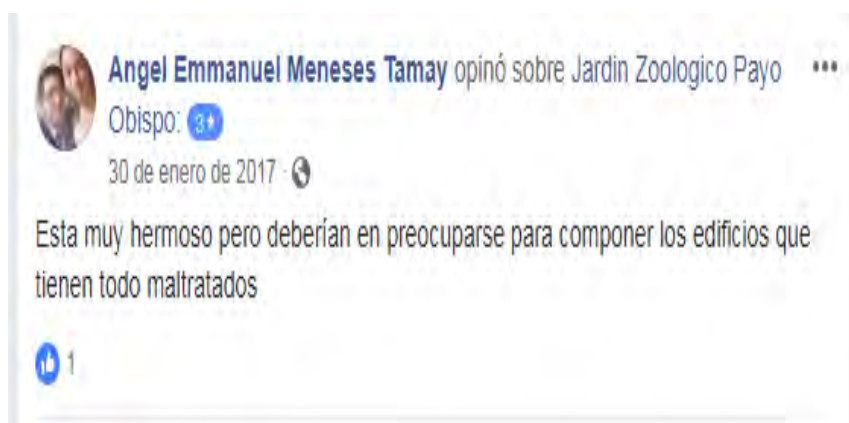 Angel Emmanuel Meneses Tamay opinó sobre Jardin Zoologico Payo
Obispo: 3★
30 de enero de 2017 ·
Esta muy hermoso pero deberían en preocuparse para componer los edificios que
tienen todo maltratados
1